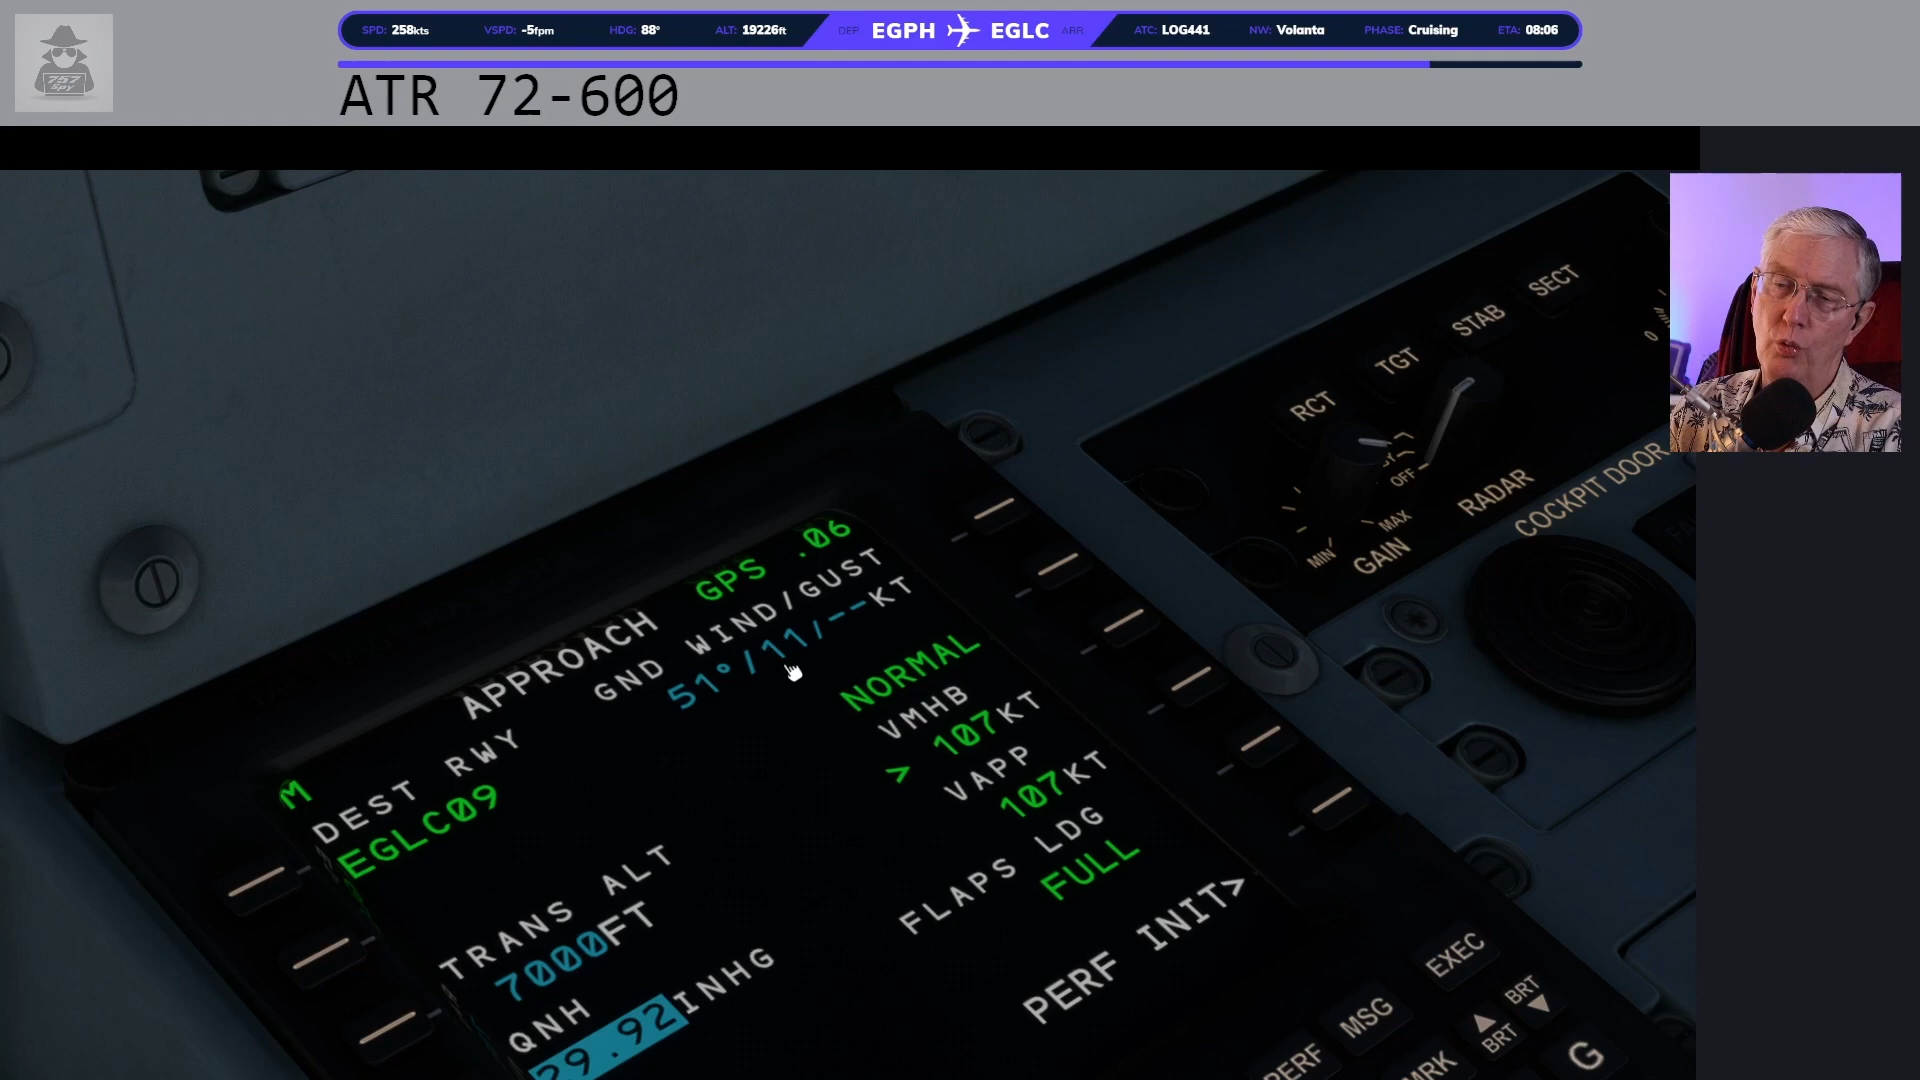 SPD: 258kts VSPD: -5fpm HDG: 88° ALT: 19226ft DEP EGPH EGLC ARR ATC: LOG441 NW: Volanta PHASE: Cruising ETA: 08:06
757
Spy
ATR 72-600
RCT TGT STAB SECT
0
OFF
MIN MAX
GAIN RADAR
COCKPIT DOOR
APPROACH GPS .06
M
DEST RWY GND WIND/GUST
EGLC09 51°/11/--KT
NORMAL
VMHB
> 107KT
VAPP
107KT
TRANS ALT FLAPS LDG
7000FT FULL
QNH
29.92INHG PERF INIT>
EXEC
MSG
BRT
BRT
PERF
MRK
G